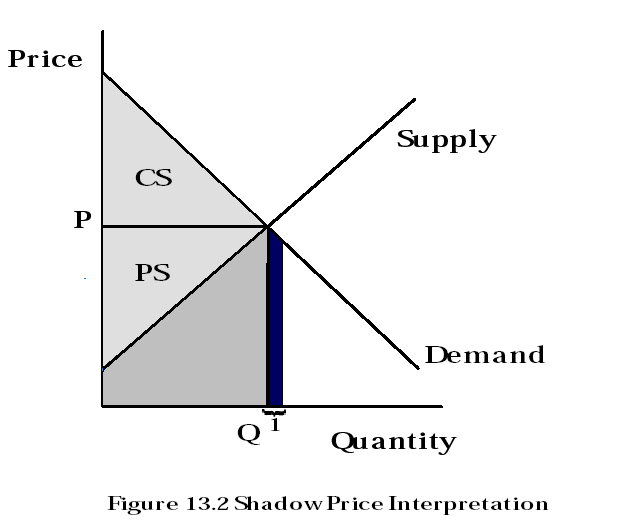 Price
Supply
CS
P
PS
Demand
Q 1
Quantity
Figure 13.2 Shadow Price Interpretation